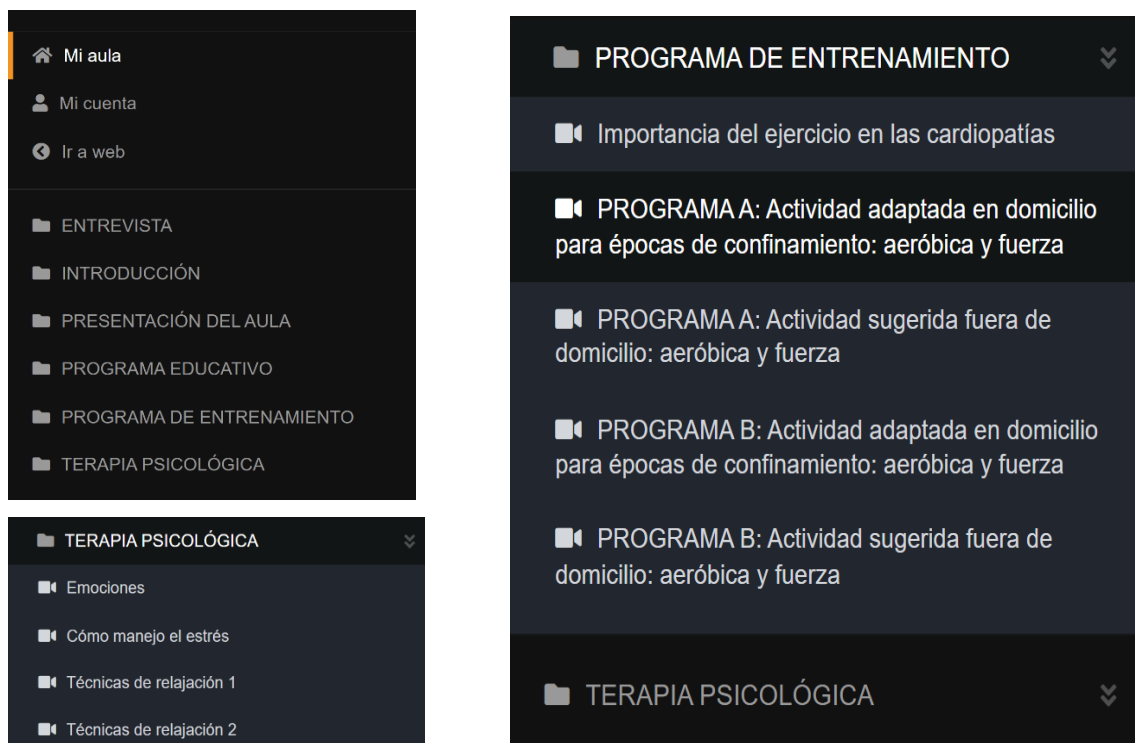 Mi aula
Mi cuenta
Ir a web
ENTREVISTA
INTRODUCCIÓN
PRESENTACIÓN DEL AULA
PROGRAMA EDUCATIVO
PROGRAMA DE ENTRENAMIENTO
TERAPIA PSICOLÓGICA
TERAPIA PSICOLÓGICA
Emociones
Cómo manejo el estrés
Técnicas de relajación 1
Técnicas de relajación 2
PROGRAMA DE ENTRENAMIENTO
Importancia del ejercicio en las cardiopatías
PROGRAMA A: Actividad adaptada en domicilio
para épocas de confinamiento: aeróbica y fuerza
PROGRAMA A: Actividad sugerida fuera de
domicilio: aeróbica y fuerza
PROGRAMA B: Actividad adaptada en domicilio
para épocas de confinamiento: aeróbica y fuerza
PROGRAMA B: Actividad sugerida fuera de
domicilio: aeróbica y fuerza
TERAPIA PSICOLÓGICA